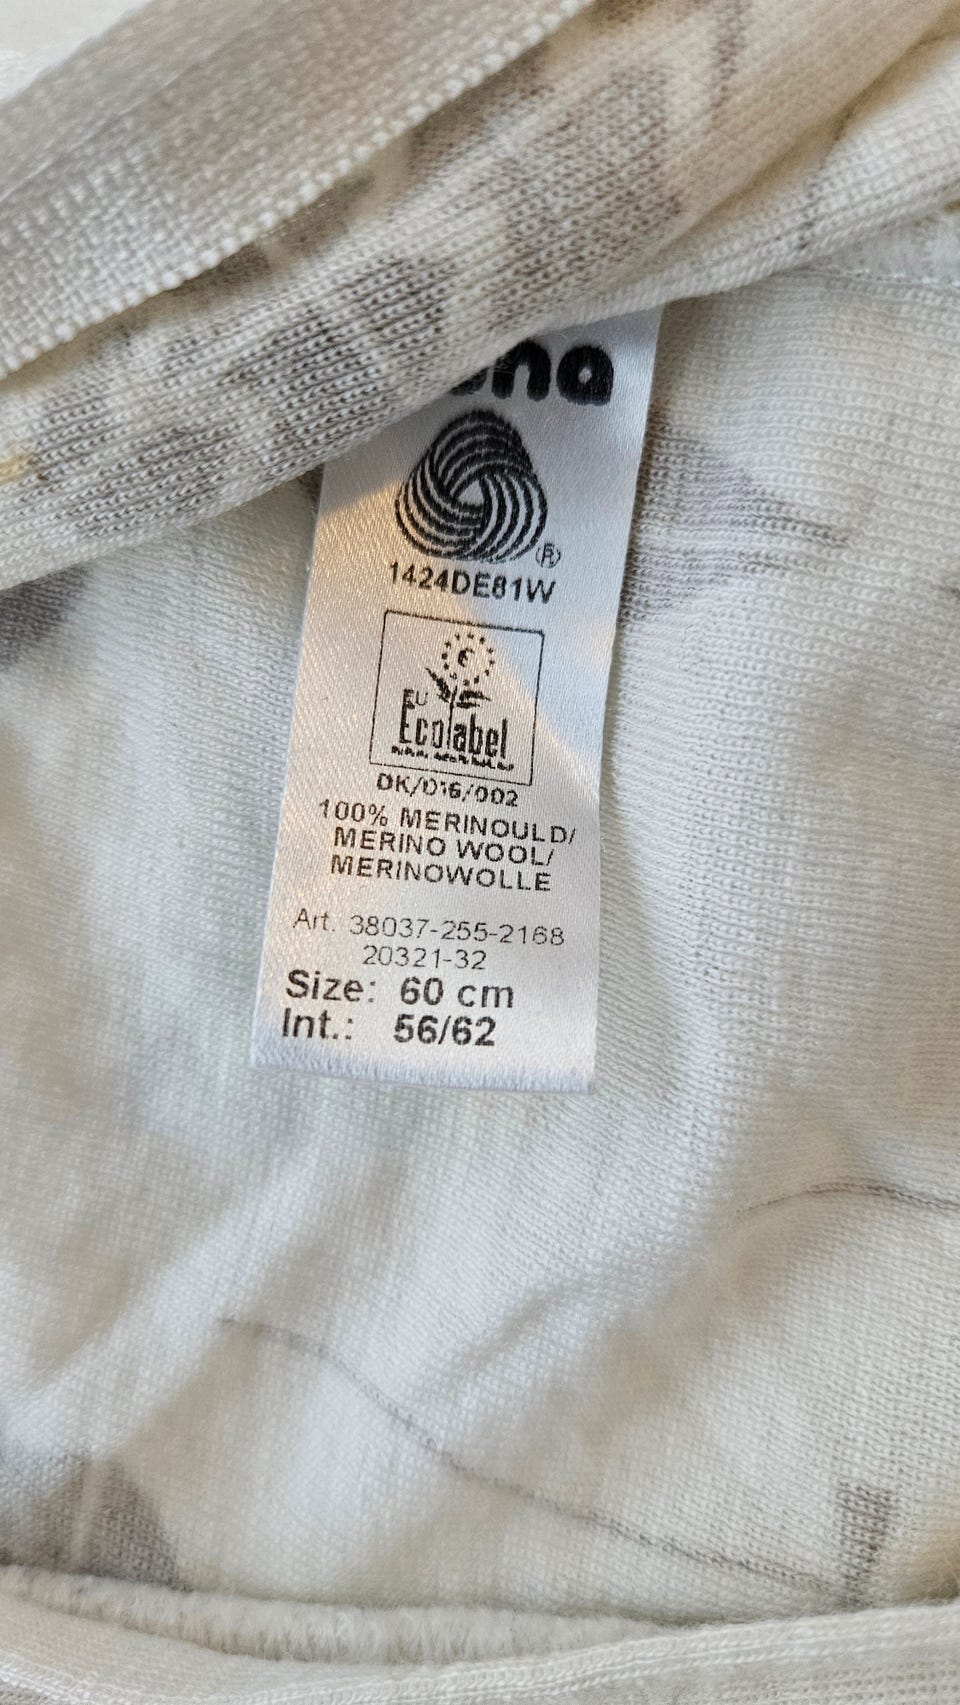 ®
1424DE81W
EU
Ecolabel
DK/016/002
100% MERINOULD/
MERINO WOOL/
MERINOWOLLE
Art. 38037-255-2168
20321-32
Size: 60 cm
Int.: 56/62